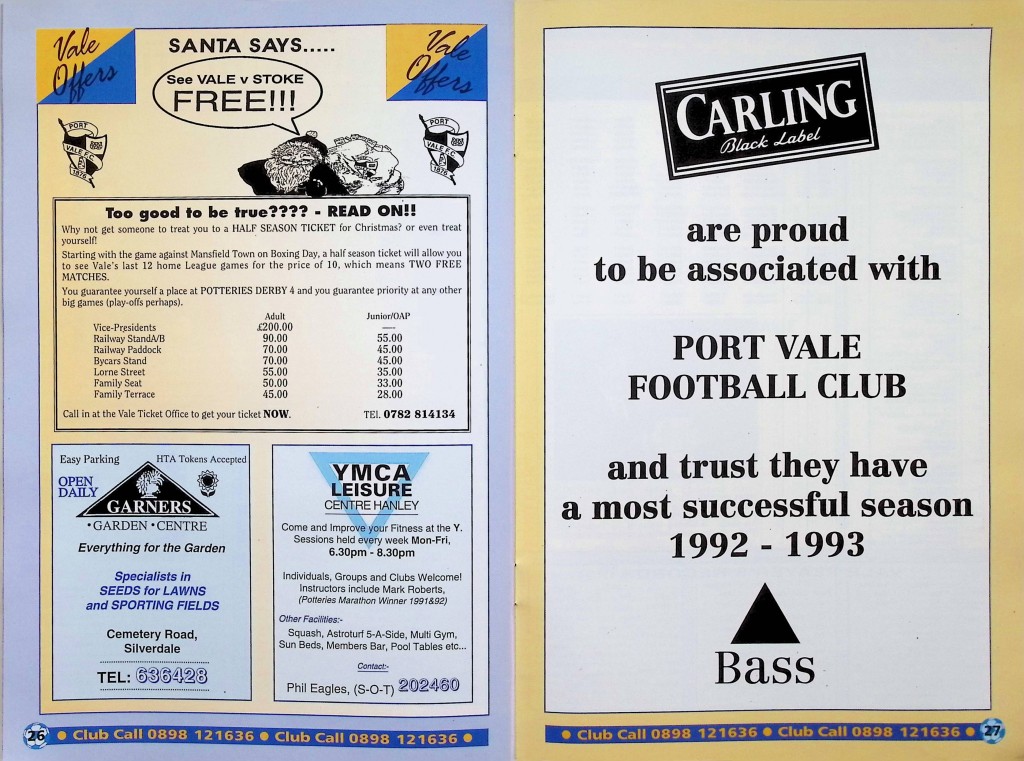 Vale
Offers
SANTA SAYS.....
Vale
Offers
See VALE v STOKE
FREE!!!
PORT
VALE F.C.
1876
PORT
VALE F.C.
1876
Too good to be true???? - READ ON!!
Why not get someone to treat you to a HALF SEASON TICKET for Christmas? or even treat
yourself!
Starting with the game against Mansfield Town on Boxing Day, a half season ticket will allow you
to see Vale's last 12 home League games for the price of 10, which means TWO FREE
MATCHES.
You guarantee yourself a place at POTTERIES DERBY 4 and you guarantee priority at any other
big games (play-offs perhaps).
Adult Junior/OAP
Vice-Presidents £200.00 ----
Railway StandA/B 90.00 55.00
Railway Paddock 70.00 45.00
Bycars Stand 70.00 45.00
Lorne Street 55.00 35.00
Family Seat 50.00 33.00
Family Terrace 45.00 28.00
Call in at the Vale Ticket Office to get your ticket NOW. TEL. 0782 814134
Easy Parking HTA Tokens Accepted
OPEN
DAILY
GARNERS
•GARDEN•CENTRE
Everything for the Garden
Specialists in
SEEDS for LAWNS
and SPORTING FIELDS
Cemetery Road,
Silverdale
TEL: 636428
YMCA
LEISURE
CENTRE HANLEY
Come and Improve your Fitness at the Y.
Sessions held every week Mon-Fri,
6.30pm - 8.30pm
Individuals, Groups and Clubs Welcome!
Instructors include Mark Roberts,
(Potteries Marathon Winner 1991&92)
Other Facilities:-
Squash, Astroturf 5-A-Side, Multi Gym,
Sun Beds, Members Bar, Pool Tables etc...
Contact:-
Phil Eagles, (S-O-T) 202460
26 • Club Call 0898 121636 • Club Call 0898 121636 •
CARLING
Black Label
are proud
to be associated with
PORT VALE
FOOTBALL CLUB
and trust they have
a most successful season
1992 - 1993
Bass
• Club Call 0898 121636 • Club Call 0898 121636 • 27